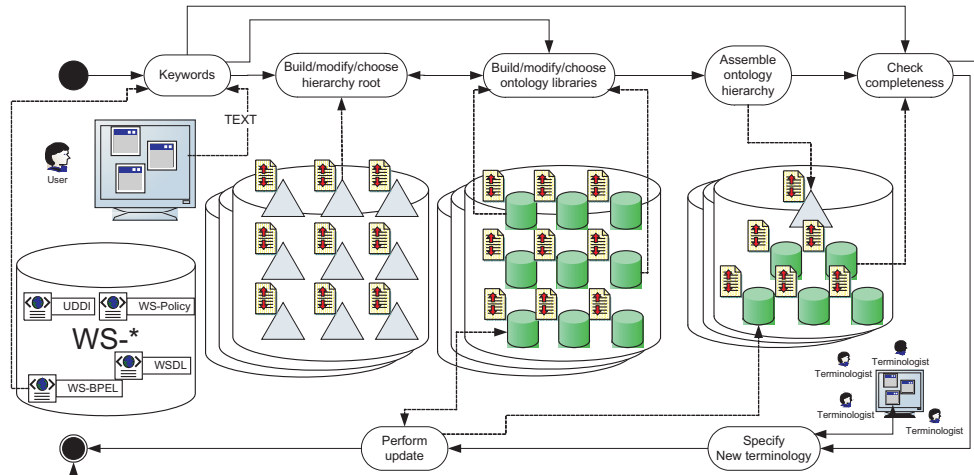 Keywords
Build/modify/choose
hierarchy root
Build/modify/choose
ontology libraries
Assemble
ontology
hierarchy
Check
completeness
TEXT
User
UDDI
WS-Policy
WS-*
WSDL
WS-BPEL
Terminologist
Terminologist
Terminologist
Terminologist
Perform
update
Specify
New terminology